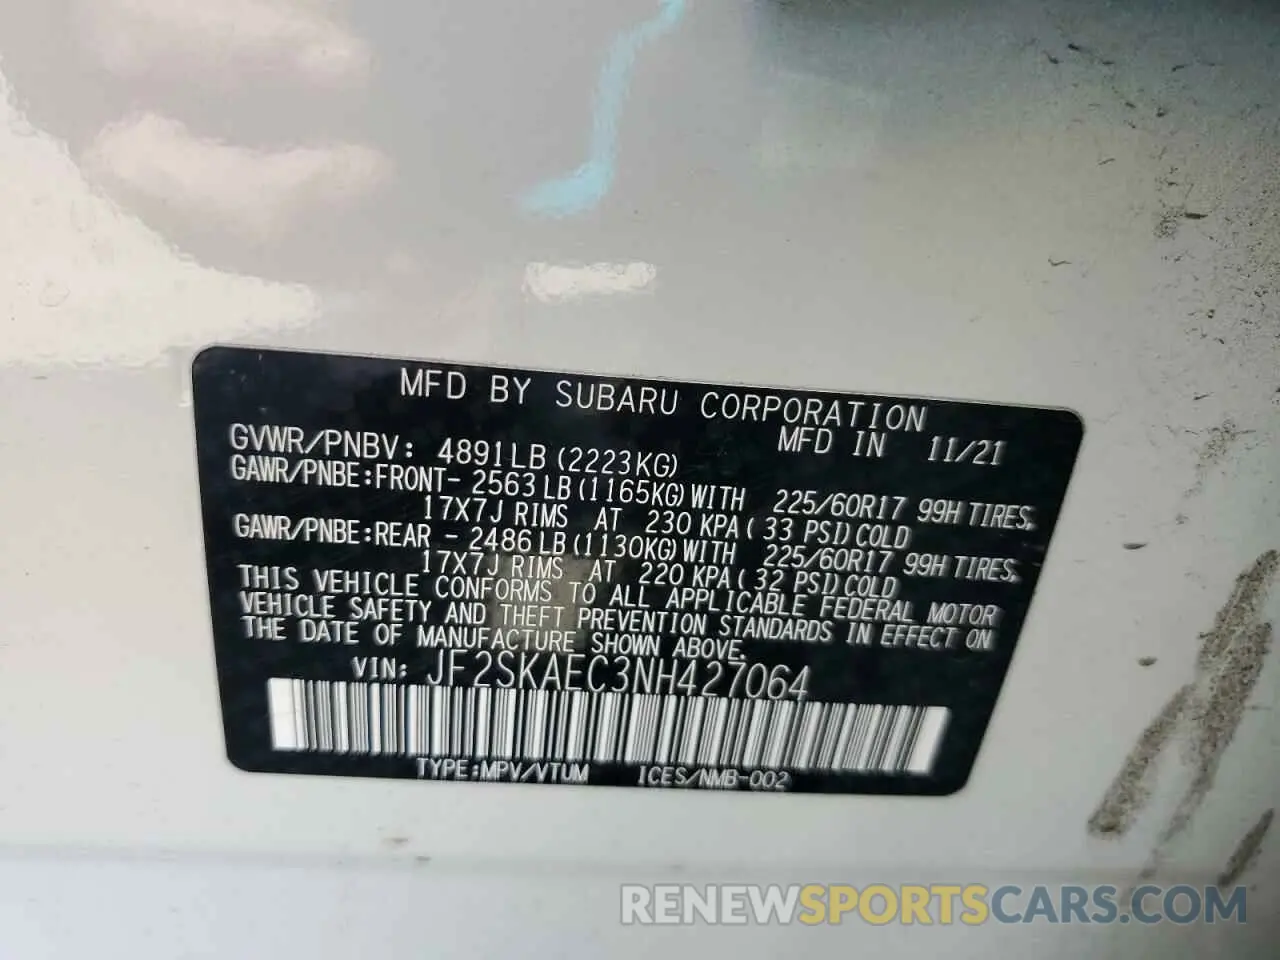 MFD BY SUBARU CORPORATION
MFD IN 11/21
GVWR/PNBV: 4891LB (2223KG)
GAWR/PNBE:FRONT- 2563 LB (1165KG) WITH 225/60R17 99H TIRES,
17X7J RIMS AT 230 KPA ( 33 PSI) COLD
GAWR/PNBE:REAR - 2486 LB (1130KG) WITH 225/60R17 99H TIRES,
17X7J RIMS AT 220 KPA ( 32 PSI) COLD
THIS VEHICLE CONFORMS TO ALL APPLICABLE FEDERAL MOTOR
VEHICLE SAFETY AND THEFT PREVENTION STANDARDS IN EFFECT ON
THE DATE OF MANUFACTURE SHOWN ABOVE.
VIN: JF2SKAEC3NH427064
TYPE:MPV/VTUM ICES/NMB-002
RENEWSPORTSCARS.COM